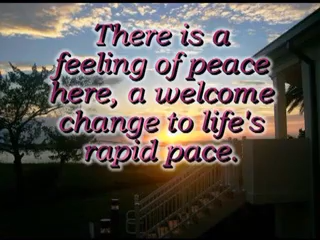 There is a
feeling of peace
here, a welcome
change to life's
rapid pace.